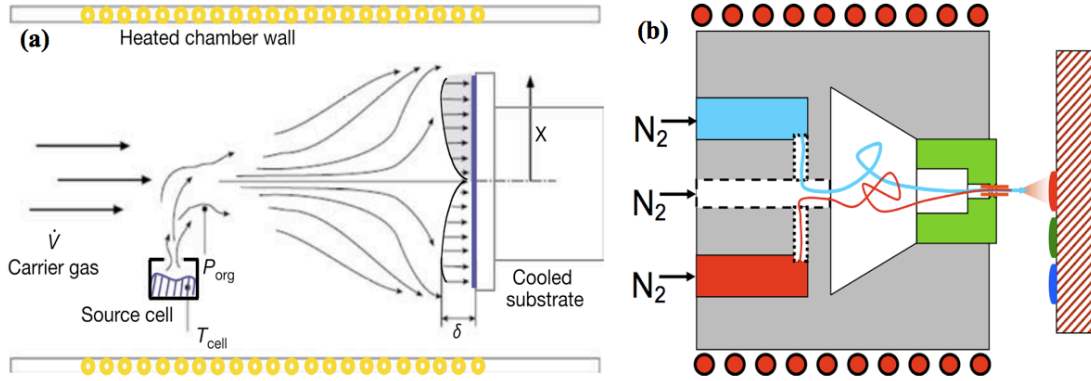 (a)
Heated chamber wall
X
V̇
Carrier gas
P_org
Source cell
T_cell
δ
Cooled
substrate
(b)
N₂
N₂
N₂